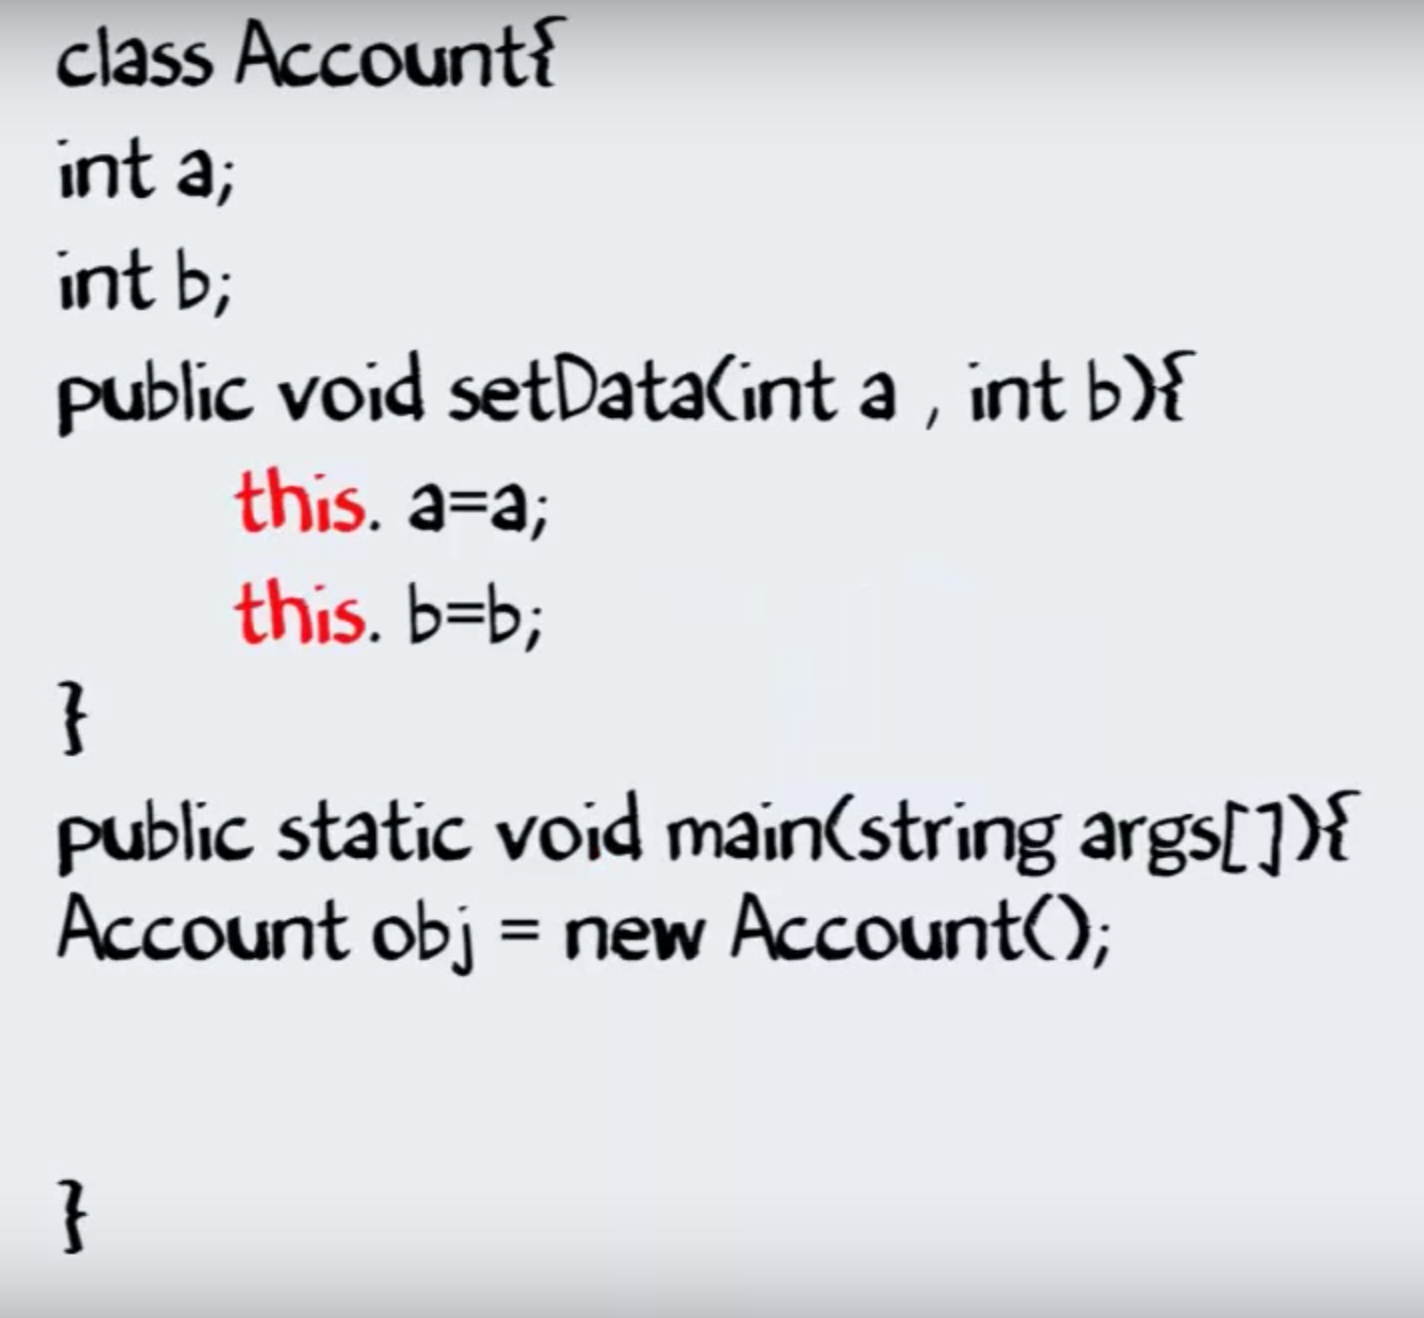 class Account{
int a;
int b;
public void setData(int a , int b){
this. a=a;
this. b=b;
}
public static void main(string args[]){
Account obj = new Account();
}